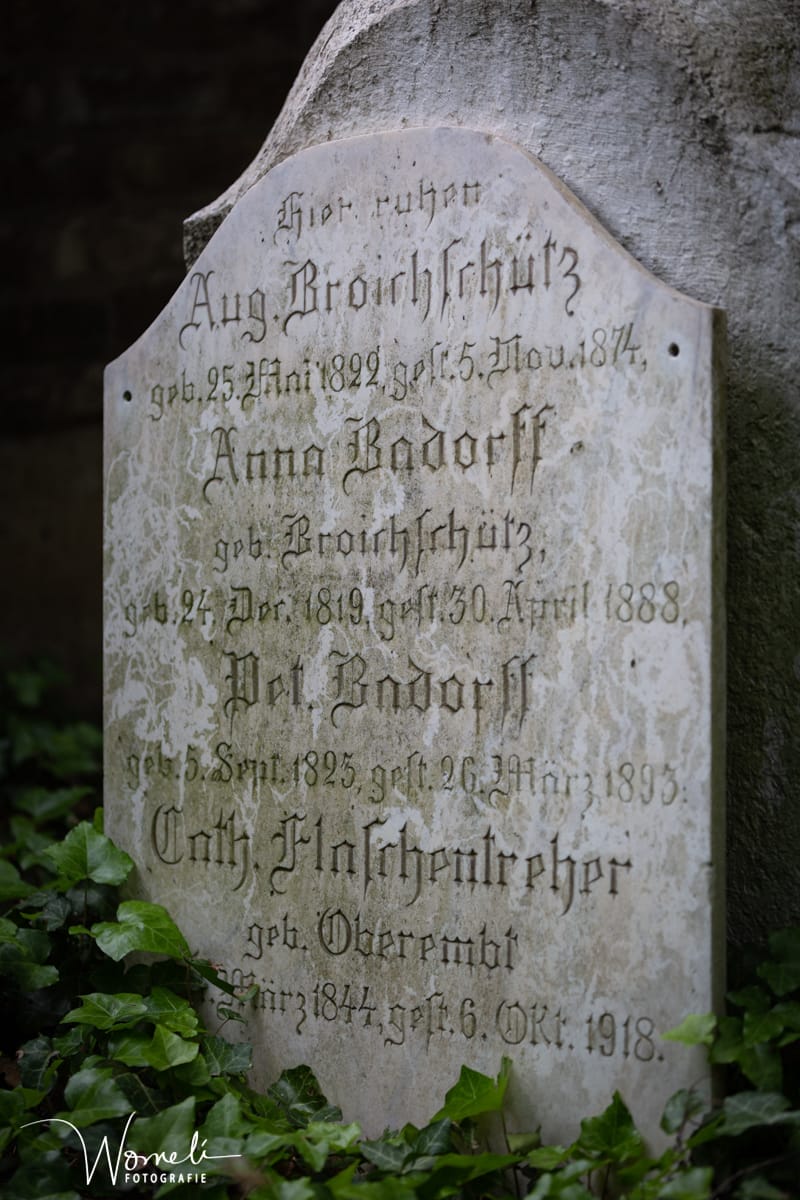 Hier ruhen
Aug. Broichschütz
geb. 25. Mai 1822, gest. 5. Nov. 1874,
Anna Badorff
geb. Broichschütz,
geb. 24. Dec. 1819, gest. 30. April 1888.
Pet. Badorff
geb. 5. Sept. 1825, gest. 26. März 1893.
Cath. Flaschentreher
geb. Oberembt
März 1844, gest. 6. Okt. 1918.
Womeli
FOTOGRAFIE